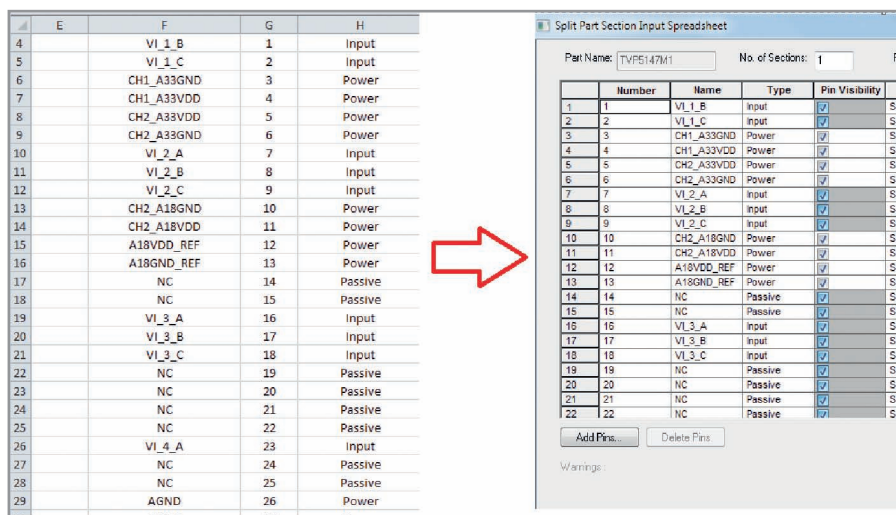 E F G H
4 VI_1_B 1 Input
5 VI_1_C 2 Input
6 CH1_A33GND 3 Power
7 CH1_A33VDD 4 Power
8 CH2_A33VDD 5 Power
9 CH2_A33GND 6 Power
10 VI_2_A 7 Input
11 VI_2_B 8 Input
12 VI_2_C 9 Input
13 CH2_A18GND 10 Power
14 CH2_A18VDD 11 Power
15 A18VDD_REF 12 Power
16 A18GND_REF 13 Power
17 NC 14 Passive
18 NC 15 Passive
19 VI_3_A 16 Input
20 VI_3_B 17 Input
21 VI_3_C 18 Input
22 NC 19 Passive
23 NC 20 Passive
24 NC 21 Passive
25 NC 22 Passive
26 VI_4_A 23 Input
27 NC 24 Passive
28 NC 25 Passive
29 AGND 26 Power
Split Part Section Input Spreadsheet
Part Name: TVP5147M1 No. of Sections: 1
Number Name Type Pin Visibility
1 1 VI_1_B Input S
2 2 VI_1_C Input S
3 3 CH1_A33GND Power S
4 4 CH1_A33VDD Power S
5 5 CH2_A33VDD Power S
6 6 CH2_A33GND Power S
7 7 VI_2_A Input S
8 8 VI_2_B Input S
9 9 VI_2_C Input S
10 10 CH2_A18GND Power S
11 11 CH2_A18VDD Power S
12 12 A18VDD_REF Power S
13 13 A18GND_REF Power S
14 14 NC Passive S
15 15 NC Passive S
16 16 VI_3_A Input S
17 17 VI_3_B Input S
18 18 VI_3_C Input S
19 19 NC Passive S
20 20 NC Passive S
21 21 NC Passive S
22 22 NC Passive S
Add Pins... Delete Pins
Warnings :